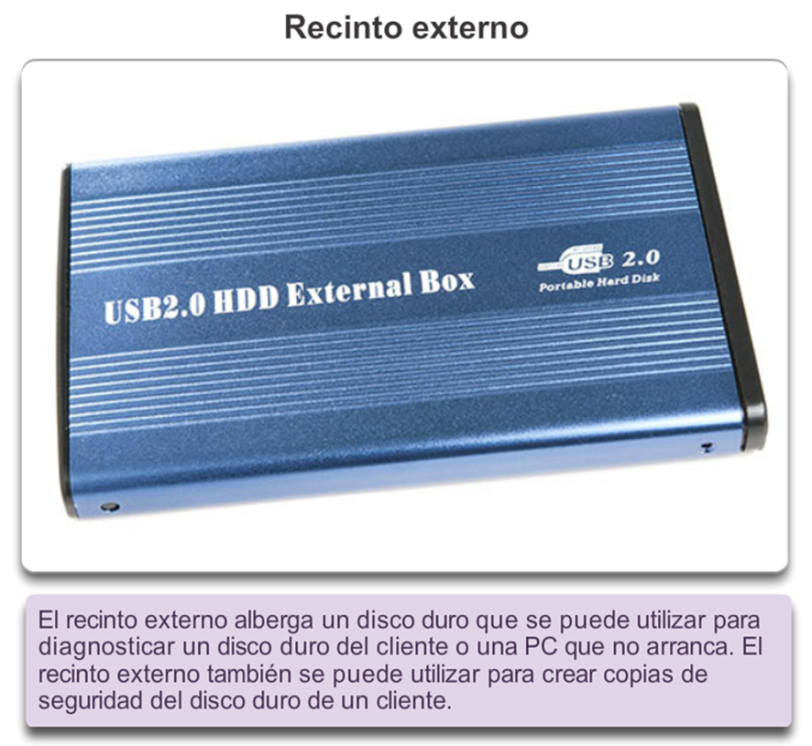 Recinto externo
USB2.0 HDD External Box
USB 2.0
Portable Hard Disk
El recinto externo alberga un disco duro que se puede utilizar para
diagnosticar un disco duro del cliente o una PC que no arranca. El
recinto externo también se puede utilizar para crear copias de
seguridad del disco duro de un cliente.